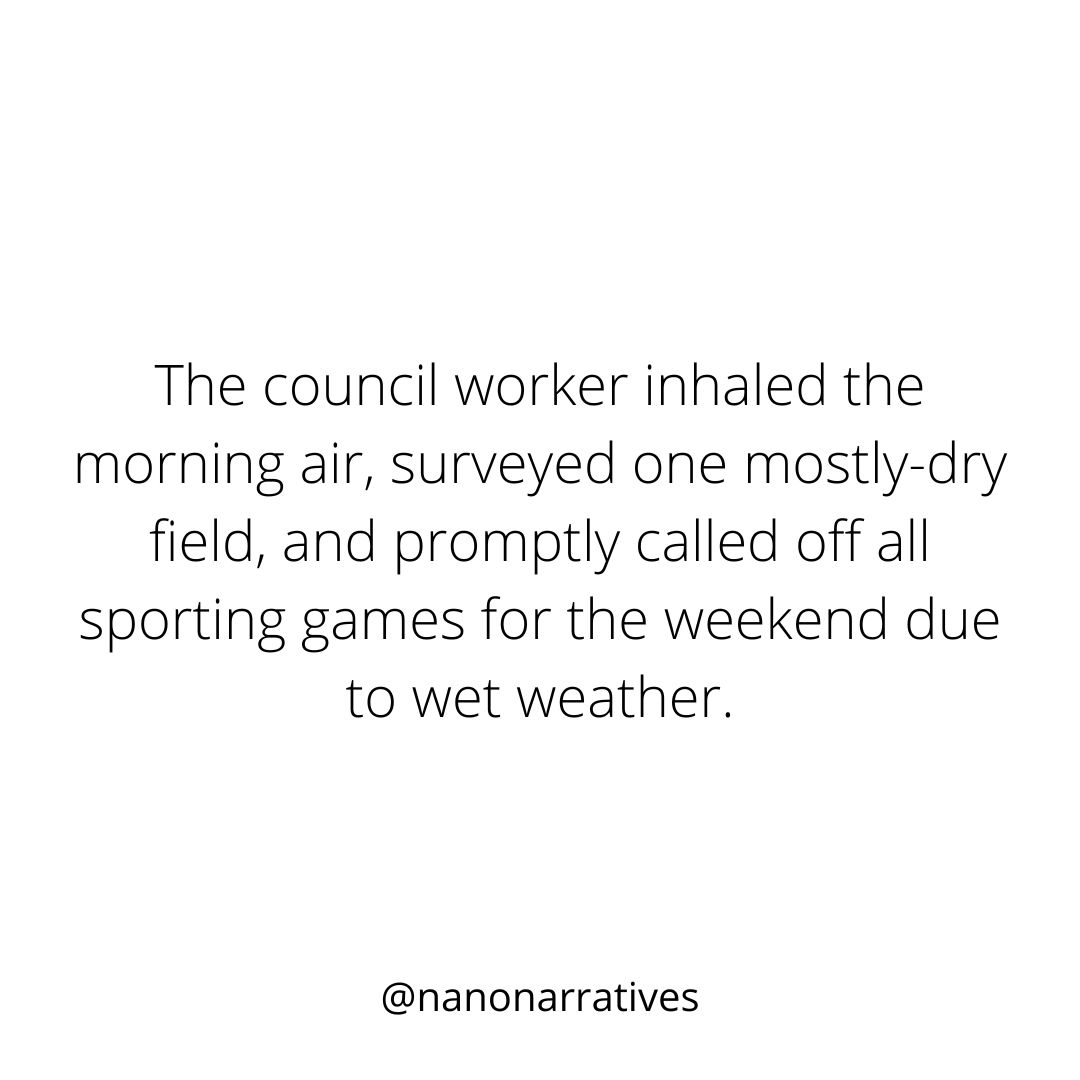 The council worker inhaled the
morning air, surveyed one mostly-dry
field, and promptly called off all
sporting games for the weekend due
to wet weather.
@nanonarratives